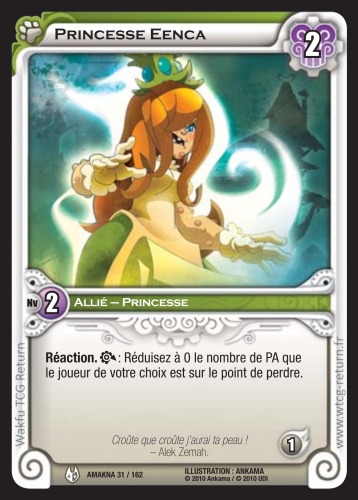 Princesse Eenca
2
Nv 2 Allié – Princesse
Réaction. : Réduisez à 0 le nombre de PA que
le joueur de votre choix est sur le point de perdre.
Croûte que croûte j'aurai ta peau !
– Alek Zemah.
1
AMAKNA 31 / 162
ILLUSTRATION : ANKAMA
© 2010 Ankama / © 2010 UDI
Wakfu TCG Return
www.wtcg-return.fr